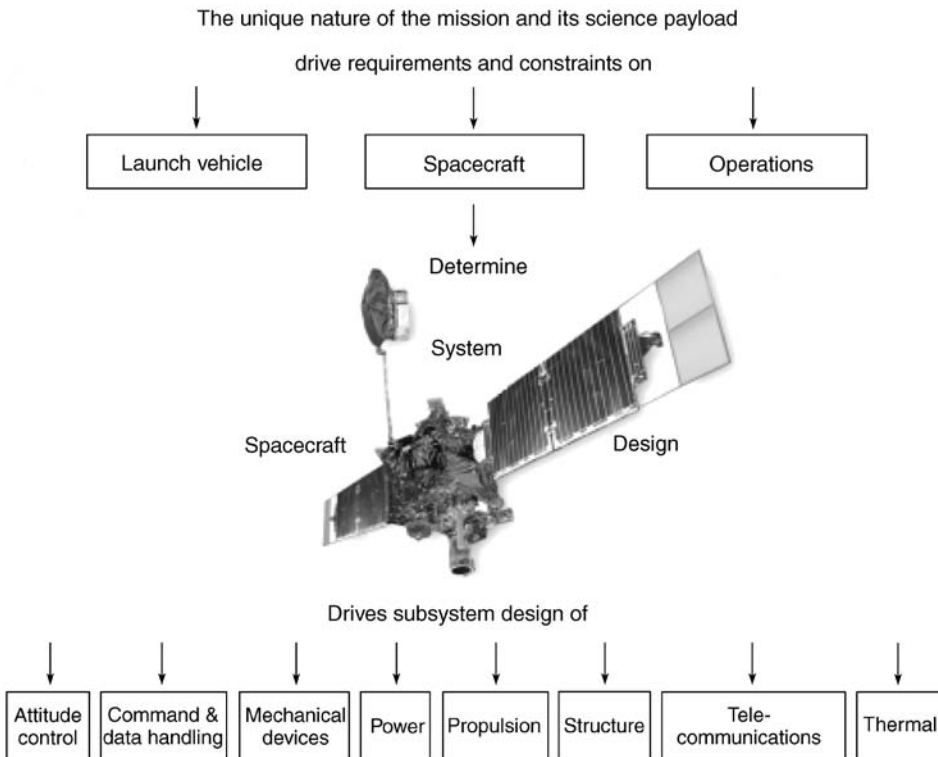 The unique nature of the mission and its science payload
drive requirements and constraints on
Launch vehicle
Spacecraft
Operations
Determine
System
Spacecraft
Design
Drives subsystem design of
Attitude
control
Command &
data handling
Mechanical
devices
Power
Propulsion
Structure
Tele-
communications
Thermal